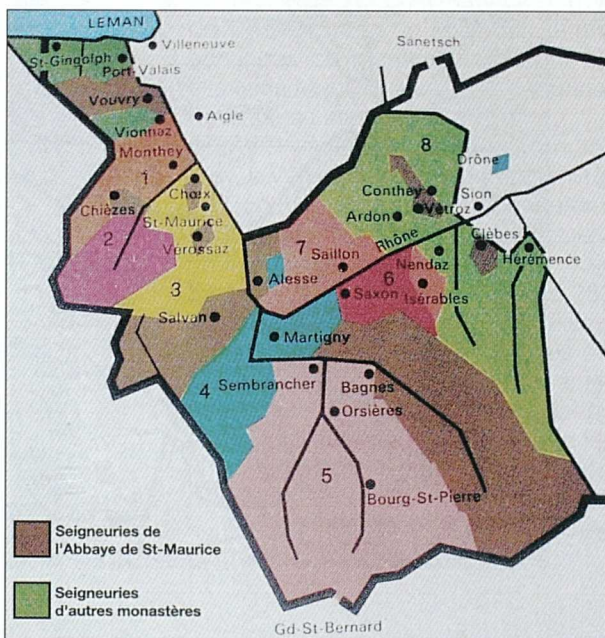 LEMAN
Villeneuve
St-Gingolph
Port-Valais
Sanetsch
Vouvry
Aigle
Vionnaz
Monthey
8
Drône
1
Choëx
Conthey
Sion
Chièzes
St-Maurice
Ardon
Vétroz
2
Vérossaz
Rhône
Clèbes
7
Saillon
Nendaz
Hérémence
3
Alesse
6
Saxon
Isérables
Salvan
Martigny
4
Sembrancher
Bagnes
Orsières
5
Bourg-St-Pierre
Seigneuries de
l'Abbaye de St-Maurice
Seigneuries
d'autres monastères
Gd-St-Bernard